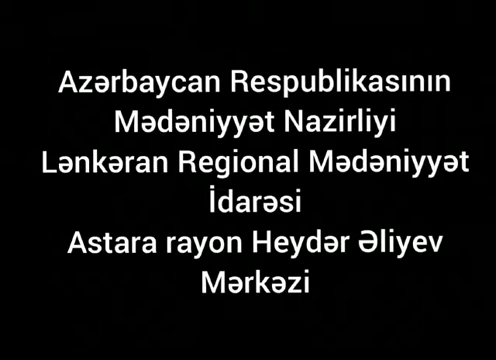 Azərbaycan Respublikasının
Mədəniyyət Nazirliyi
Lənkəran Regional Mədəniyyət
İdarəsi
Astara rayon Heydər Əliyev
Mərkəzi